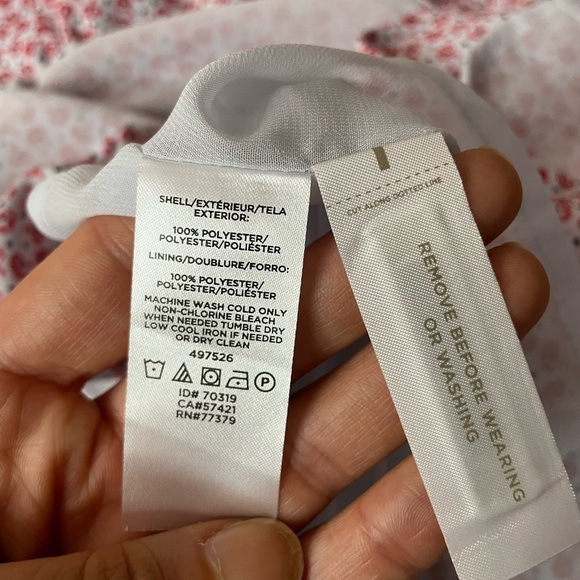 SHELL/EXTÉRIEUR/TELA
EXTERIOR:
100% POLYESTER/
POLYESTER/POLIÉSTER
LINING/DOUBLURE/FORRO:
100% POLYESTER/
POLYESTER/POLIÉSTER
MACHINE WASH COLD ONLY
NON-CHLORINE BLEACH
WHEN NEEDED TUMBLE DRY
LOW COOL IRON IF NEEDED
OR DRY CLEAN
497526
P
ID# 70319
CA#57421
RN#77379
CUT ALONG DOTTED LINE
REMOVE BEFORE WEARING
OR WASHING